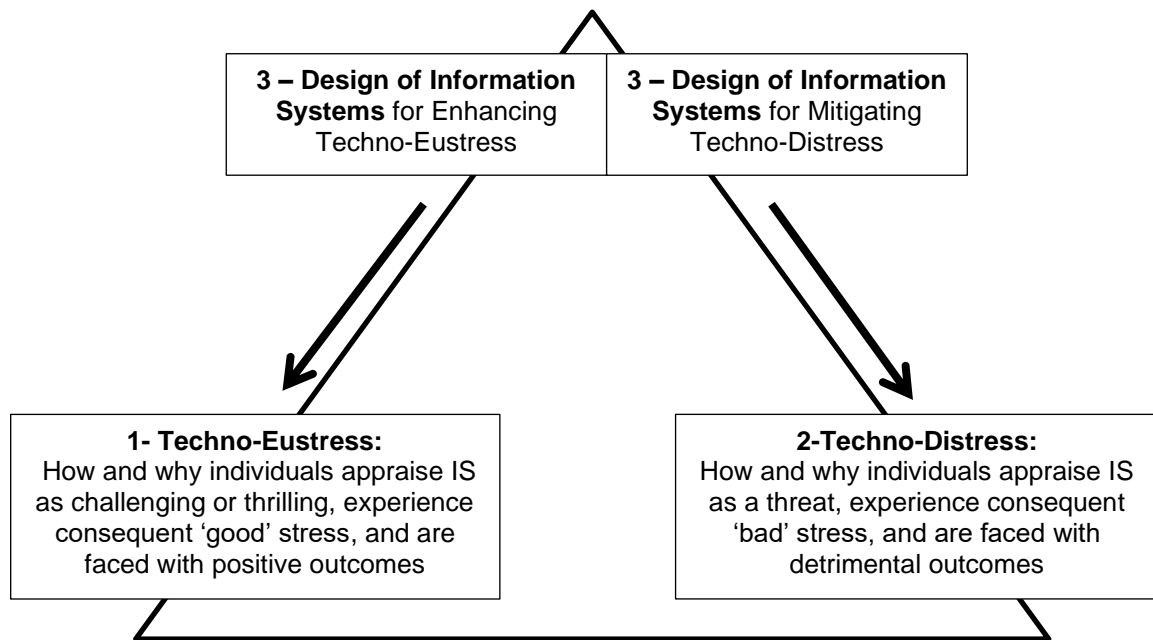 3 – Design of Information
Systems for Enhancing
Techno-Eustress
3 – Design of Information
Systems for Mitigating
Techno-Distress
1- Techno-Eustress:
How and why individuals appraise IS
as challenging or thrilling, experience
consequent ‘good’ stress, and are
faced with positive outcomes
2-Techno-Distress:
How and why individuals appraise IS
as a threat, experience consequent
‘bad’ stress, and are faced with
detrimental outcomes